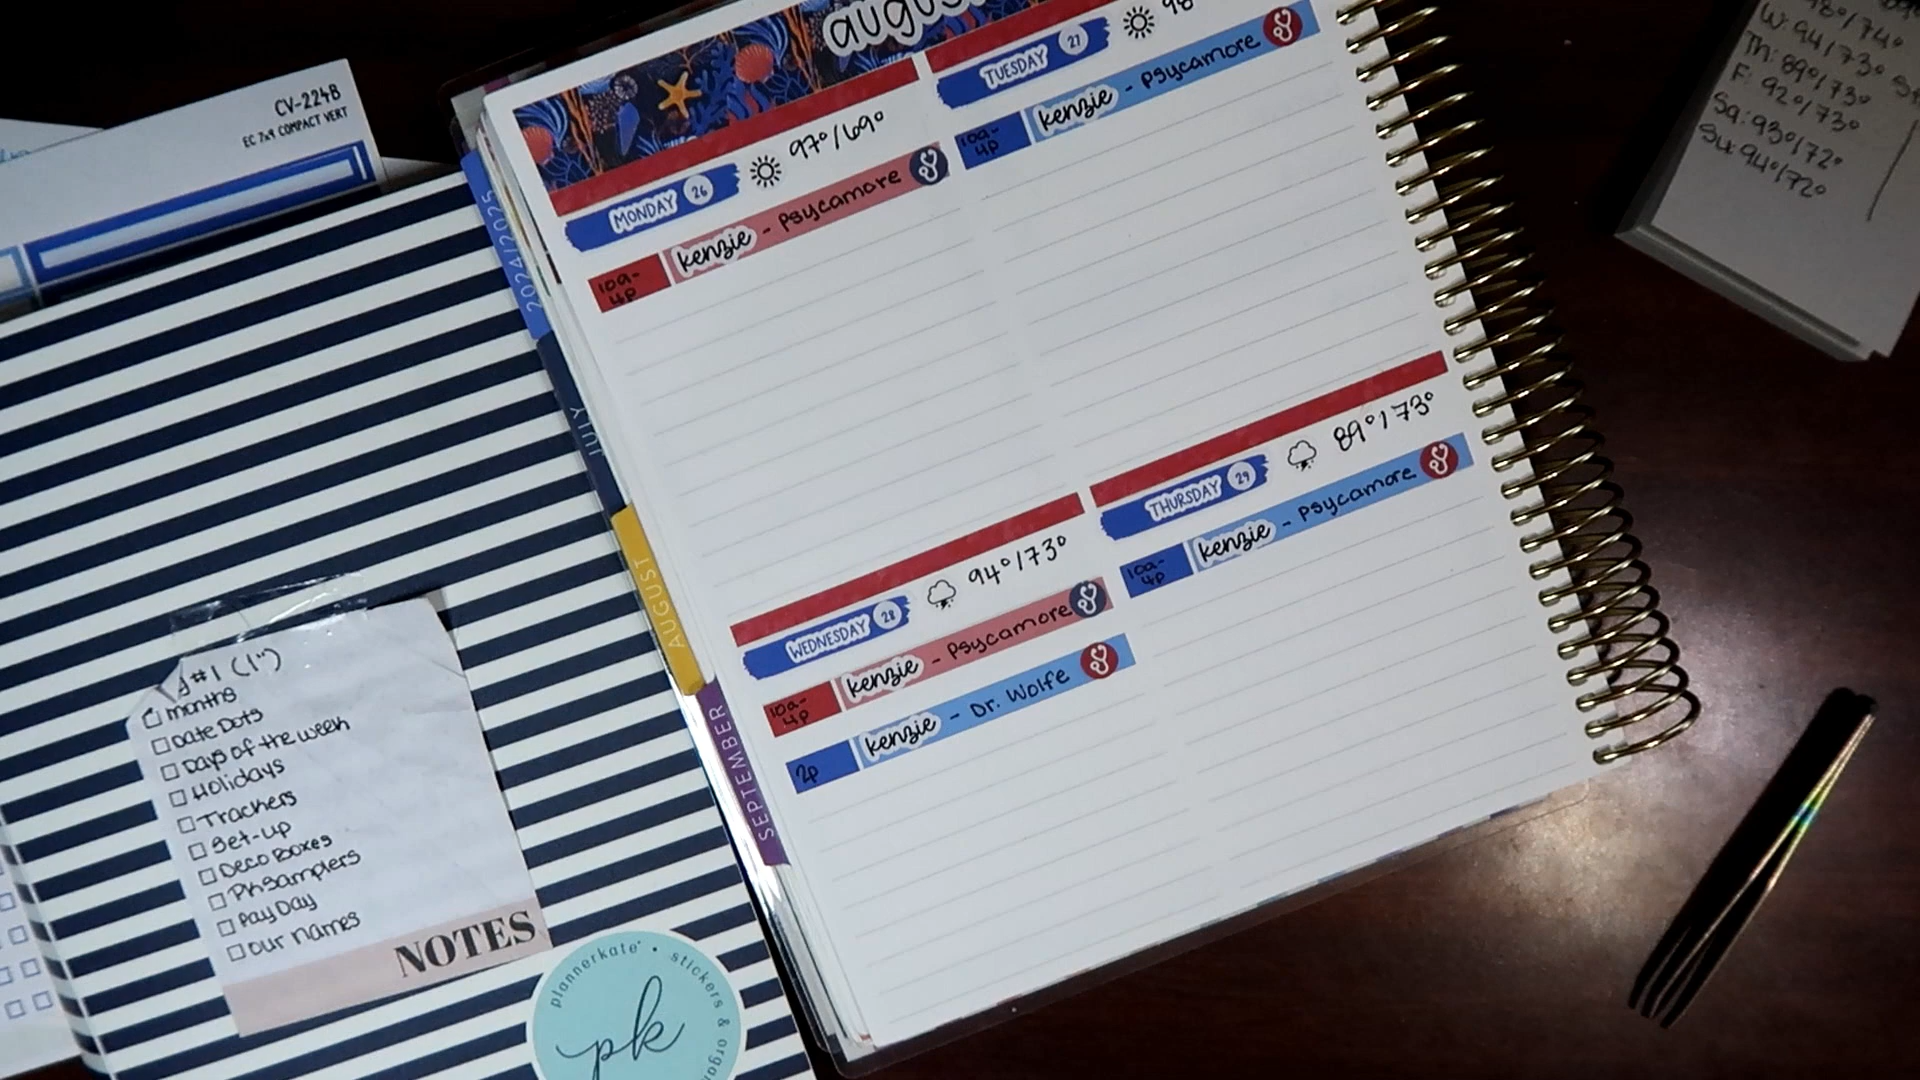 CV-224B
EC 7x9 COMPACT VERT
august
MONDAY 26 97°/69°
10a-4p kenzie - Psycamore
TUESDAY 27 98
10a-4p kenzie - Psycamore
WEDNESDAY 28 94°/73°
10a-4p kenzie - Psycamore
2p kenzie - Dr. Wolfe
THURSDAY 29 89°/73°
10a-4p kenzie - Psycamore
2024/2025
JULY
AUGUST
SEPTEMBER
#1 (1")
months
Date Dots
Days of the week
Holidays
Trackers
Set-up
Deco Boxes
PK Samplers
Pay Day
our names
NOTES
plannerkate • stickers &
pk
98°/74°
W: 94/73°
Th: 89°/73°
F: 92°/73°
Sa: 93°/72°
Su: 94°/72°